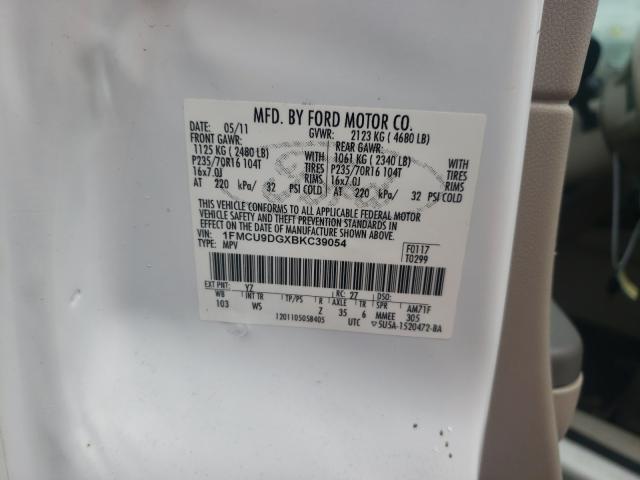 MFD. BY FORD MOTOR CO.
DATE: 05/11 GVWR: 2123 KG ( 4680 LB)
FRONT GAWR: REAR GAWR:
1125 KG ( 2480 LB) WITH 1061 KG ( 2340 LB) WITH
P235/70R16 104T TIRES P235/70R16 104T TIRES
16x7.0J RIMS 16x7.0J RIMS
AT 220 kPa/ 32 PSI COLD AT 220 kPa/ 32 PSI COLD
THIS VEHICLE CONFORMS TO ALL APPLICABLE FEDERAL MOTOR
VEHICLE SAFETY AND THEFT PREVENTION STANDARDS IN
EFFECT ON THE DATE OF MANUFACTURE SHOWN ABOVE.
VIN: 1FMCU9DGXBKC39054 F0117
TYPE: MPV T0299
EXT PNT: YZ RC: 27 DSO:
WB INT TR TP/PS R AXLE TR SPR AM71F
103 WS Z 35 6 MMEE 305
1201105058405 UTC 5U5A-1520472-BA